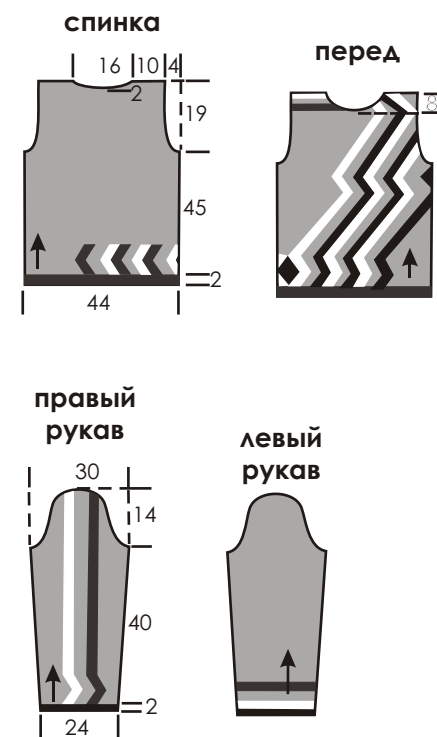 спинка
16 10 4
2
19
45
2
44
перед
8
правый
рукав
30
14
40
2
24
левый
рукав